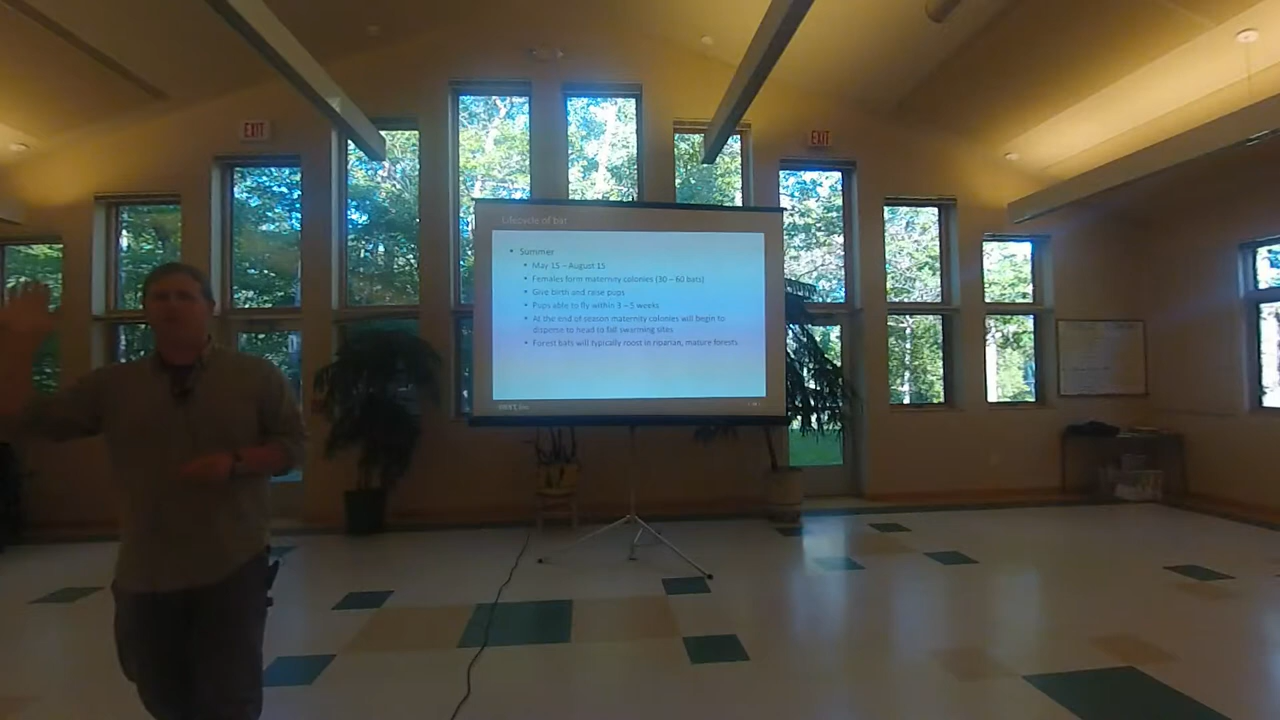 EXIT
EXIT
Lifecycle of bat
• Summer
• May 15 – August 15
• Females form maternity colonies (30 – 60 bats)
• Give birth and raise pups
• Pups able to fly within 3 – 5 weeks
• At the end of season maternity colonies will begin to
disperse to head to fall swarming sites
• Forest bats will typically roost in riparian, mature forests